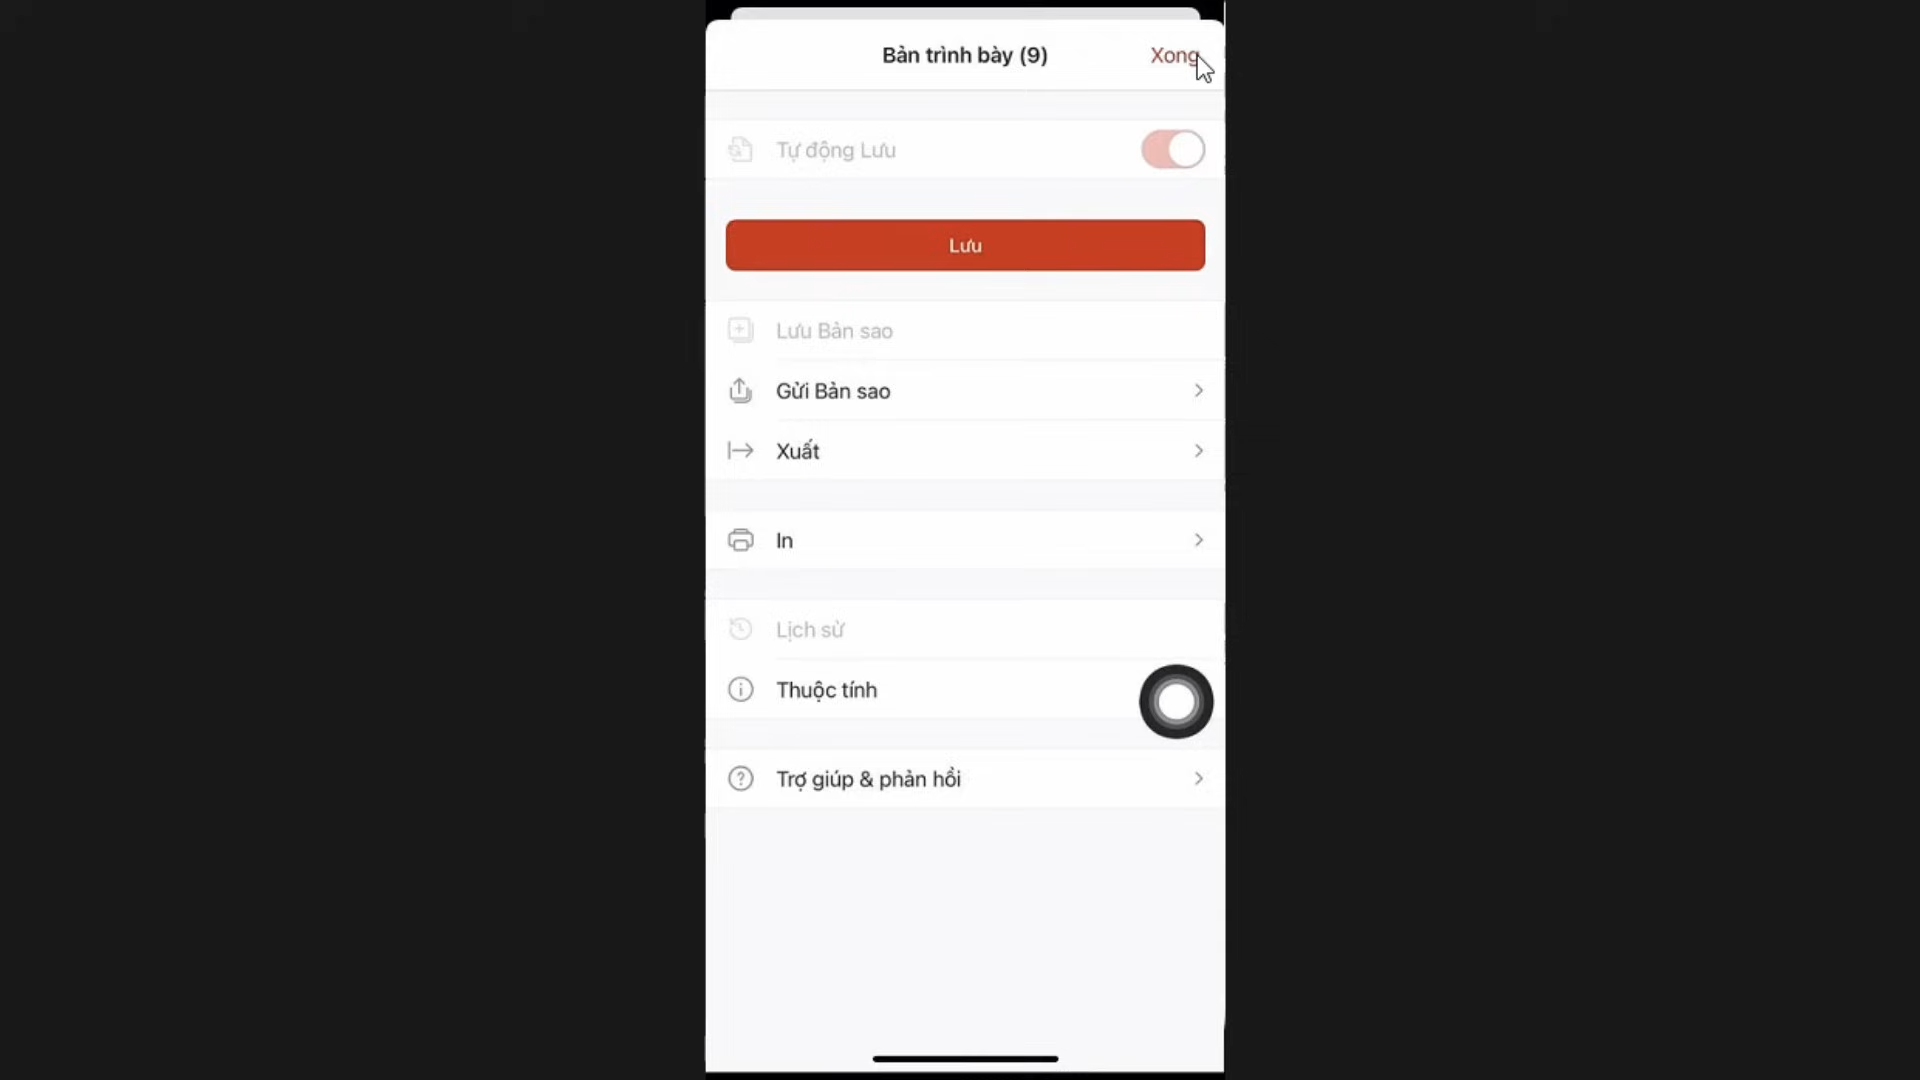 Bản trình bày (9)
Xong
Tự động Lưu
Lưu
Lưu Bản sao
Gửi Bản sao
Xuất
In
Lịch sử
Thuộc tính
Trợ giúp & phản hồi